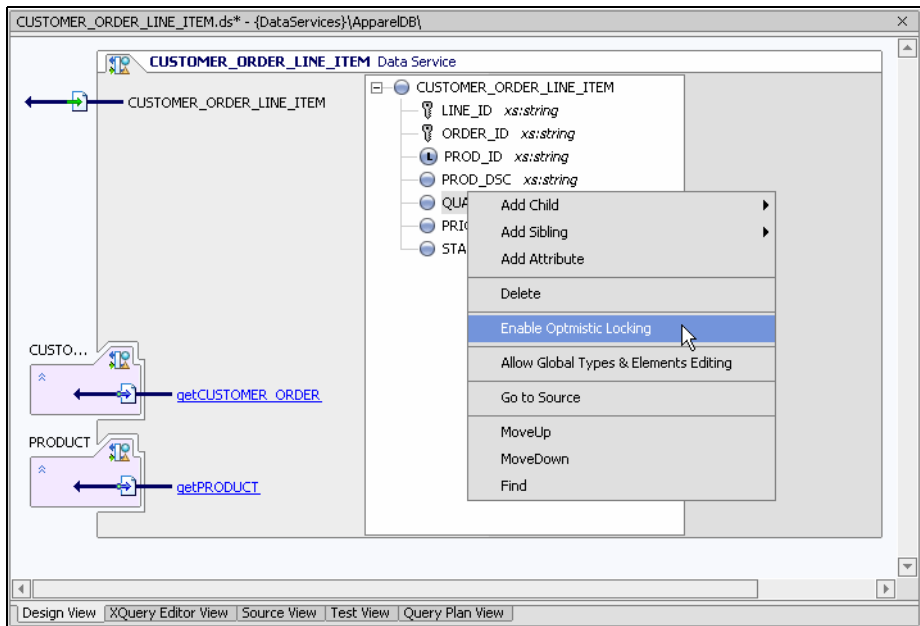 CUSTOMER_ORDER_LINE_ITEM.ds* - {DataServices}\ApparelDB\
CUSTOMER_ORDER_LINE_ITEM Data Service
CUSTOMER_ORDER_LINE_ITEM
CUSTOMER_ORDER_LINE_ITEM
LINE_ID xs:string
ORDER_ID xs:string
PROD_ID xs:string
PROD_DSC xs:string
QUA
PRIC
STA
Add Child
Add Sibling
Add Attribute
Delete
Enable Optmistic Locking
Allow Global Types & Elements Editing
Go to Source
MoveUp
MoveDown
Find
CUSTO...
getCUSTOMER_ORDER
PRODUCT
getPRODUCT
Design View XQuery Editor View Source View Test View Query Plan View